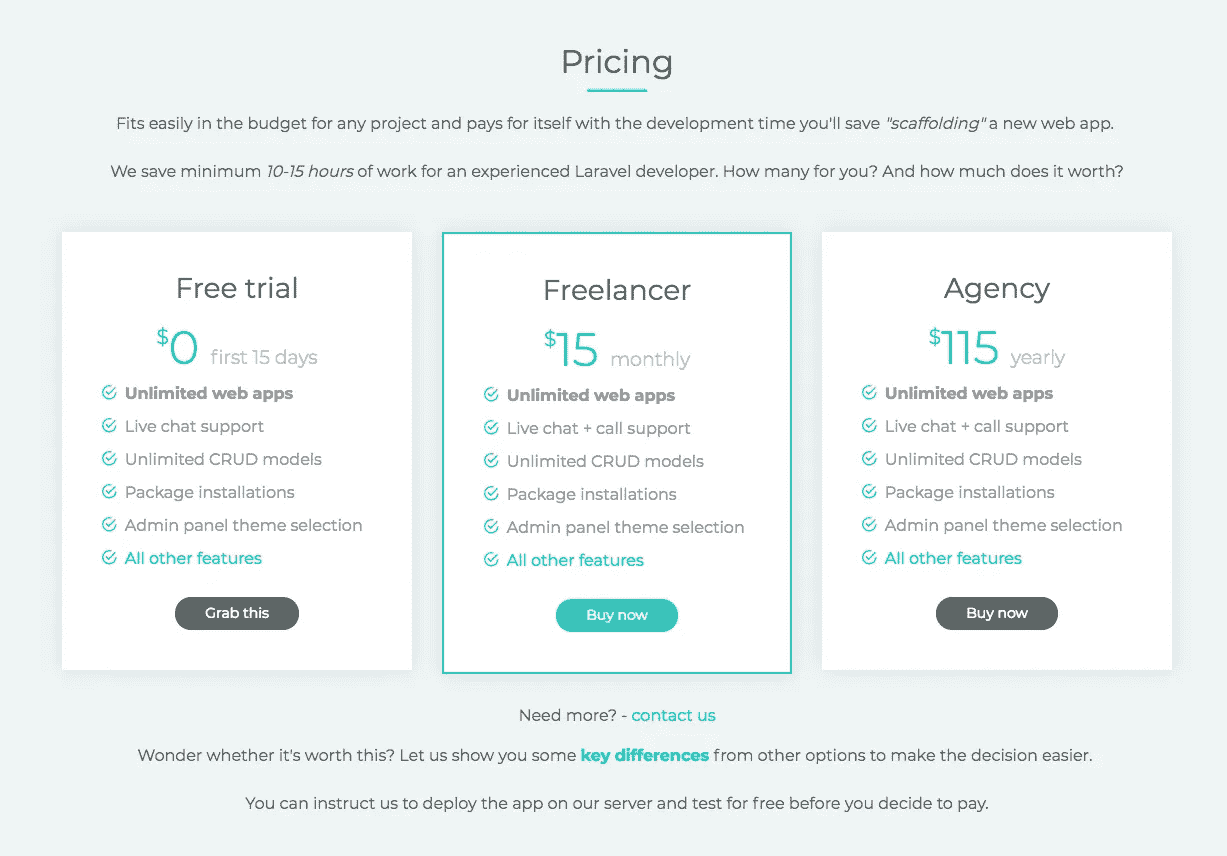 Pricing
Fits easily in the budget for any project and pays for itself with the development time you'll save "scaffolding" a new web app.
We save minimum 10-15 hours of work for an experienced Laravel developer. How many for you? And how much does it worth?
Free trial
$0 first 15 days
Unlimited web apps
Live chat support
Unlimited CRUD models
Package installations
Admin panel theme selection
All other features
Grab this
Freelancer
$15 monthly
Unlimited web apps
Live chat + call support
Unlimited CRUD models
Package installations
Admin panel theme selection
All other features
Buy now
Agency
$115 yearly
Unlimited web apps
Live chat + call support
Unlimited CRUD models
Package installations
Admin panel theme selection
All other features
Buy now
Need more? - contact us
Wonder whether it's worth this? Let us show you some key differences from other options to make the decision easier.
You can instruct us to deploy the app on our server and test for free before you decide to pay.